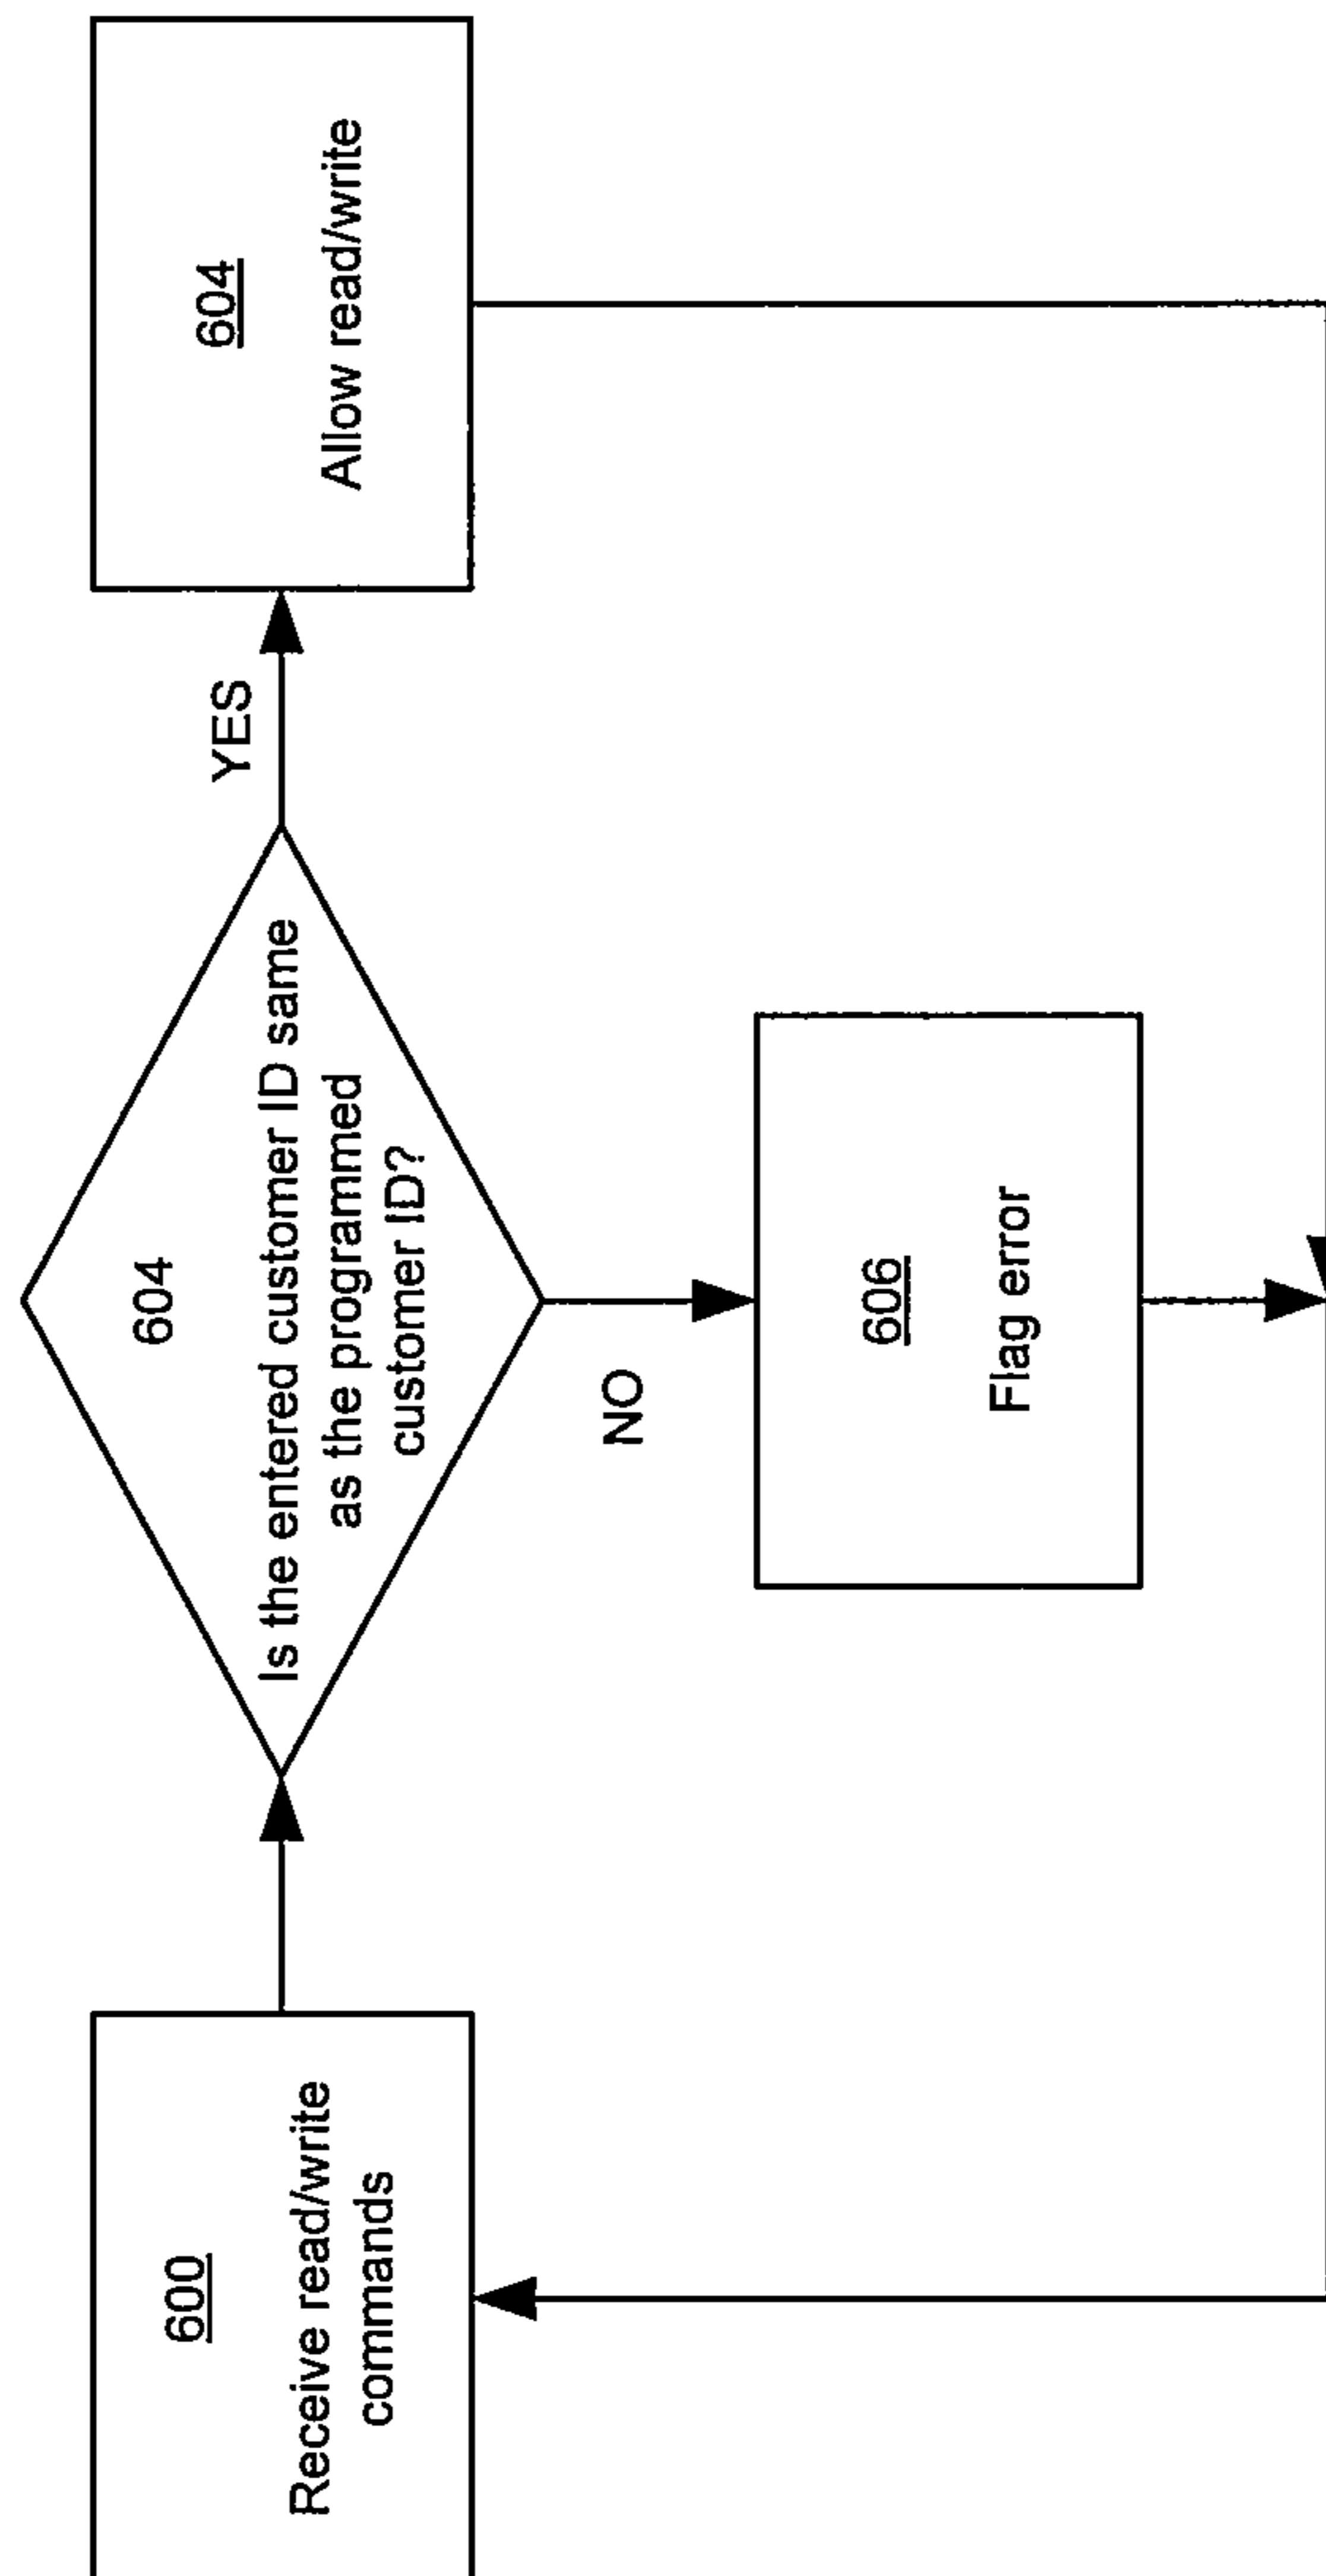 600
Receive read/write
commands
604
Is the entered customer ID same
as the programmed
customer ID?
YES
604
Allow read/write
NO
606
Flag error